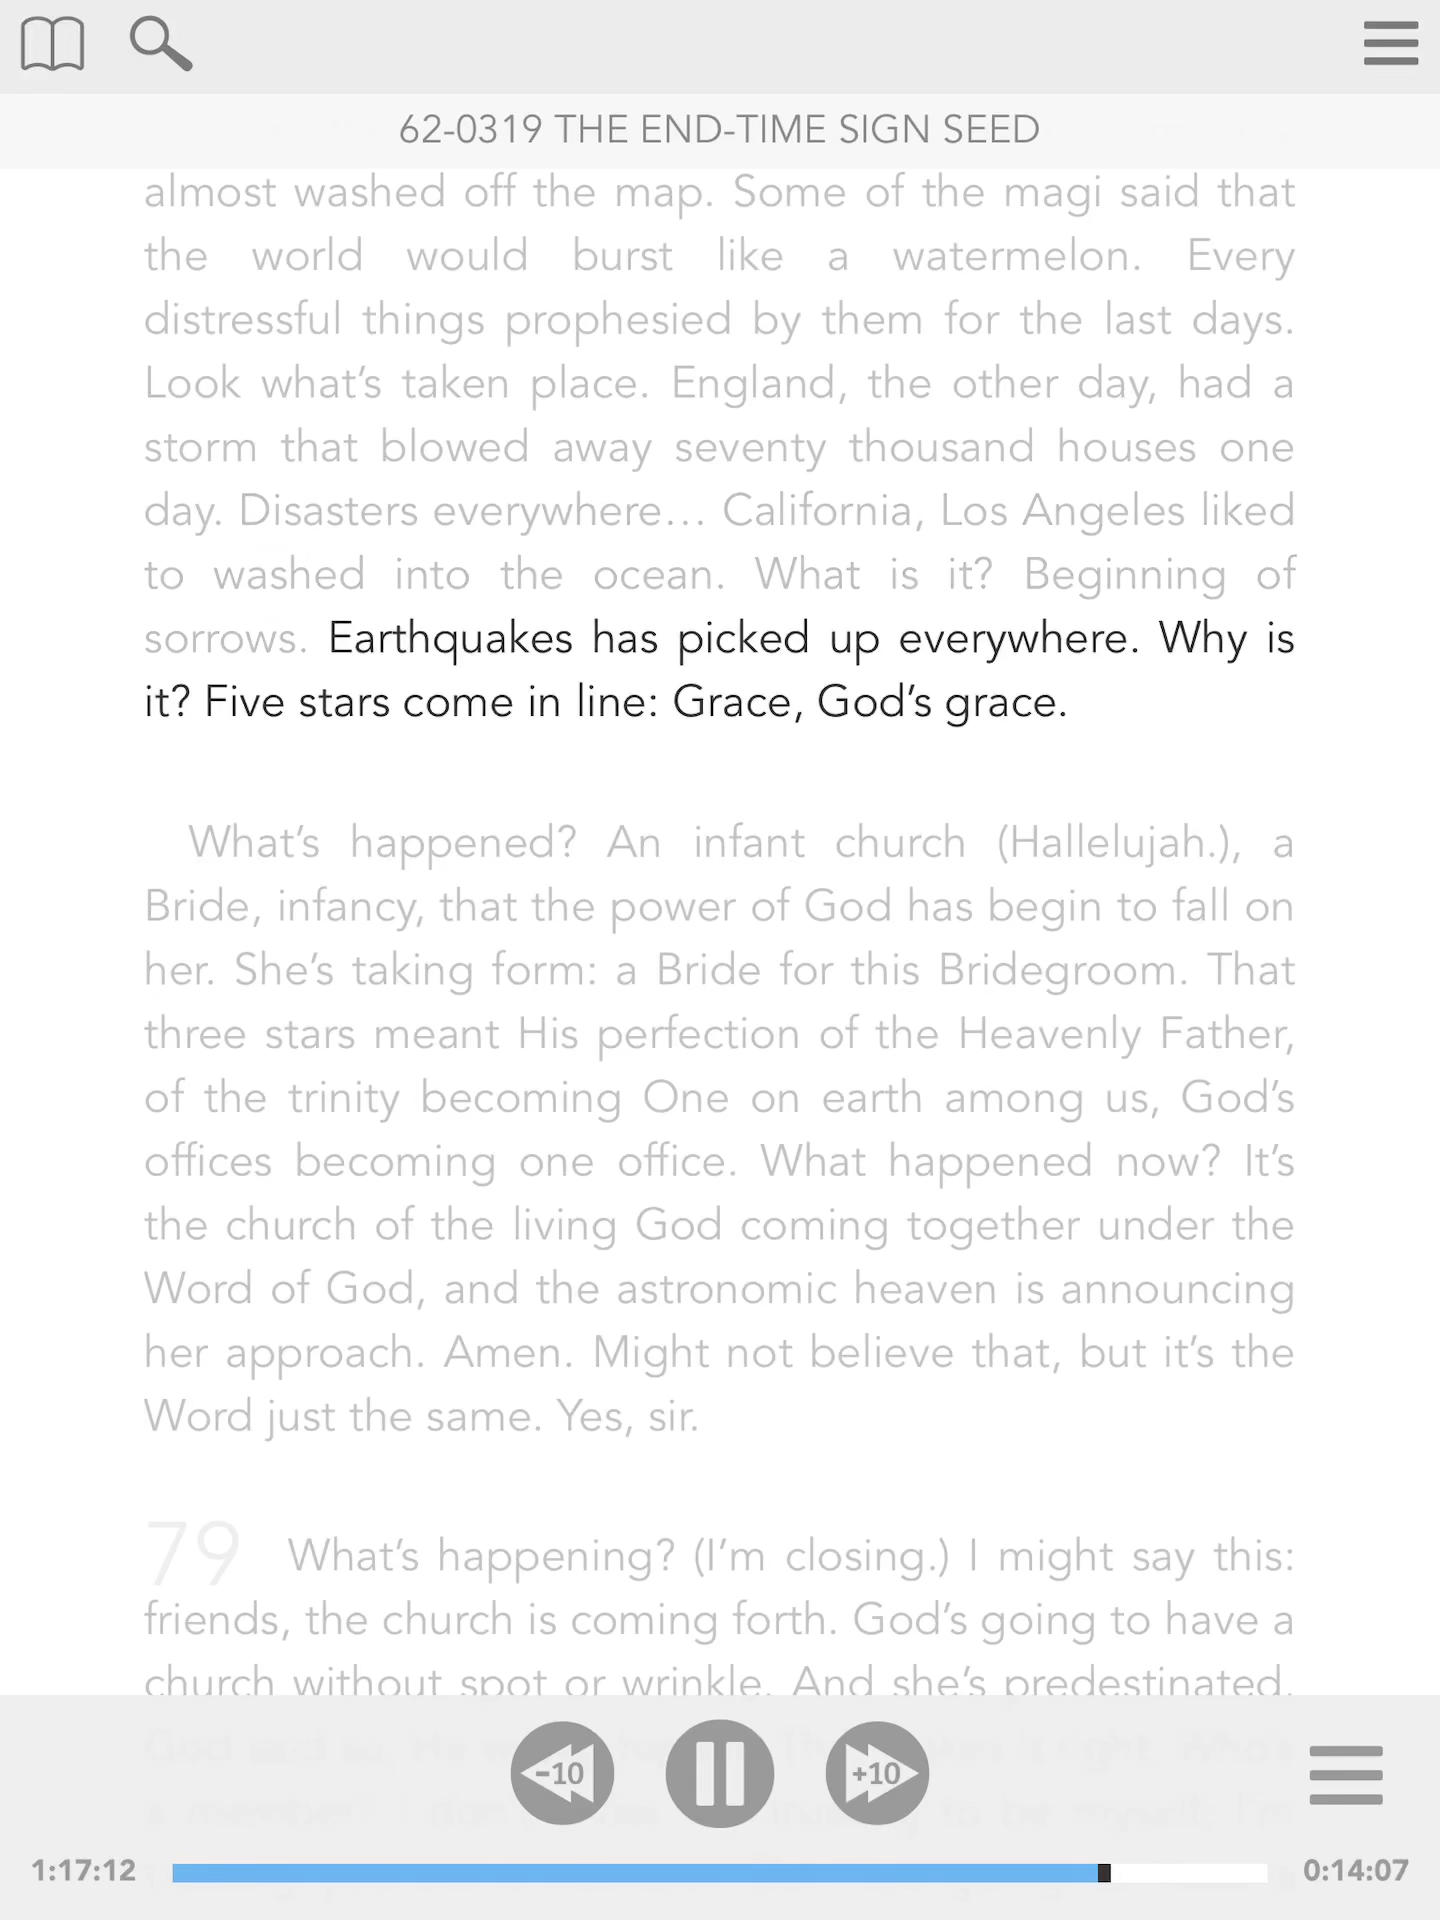 62-0319 THE END-TIME SIGN SEED
almost washed off the map. Some of the magi said that
the world would burst like a watermelon. Every
distressful things prophesied by them for the last days.
Look what’s taken place. England, the other day, had a
storm that blowed away seventy thousand houses one
day. Disasters everywhere… California, Los Angeles liked
to washed into the ocean. What is it? Beginning of
sorrows. Earthquakes has picked up everywhere. Why is
it? Five stars come in line: Grace, God’s grace.
What’s happened? An infant church (Hallelujah.), a
Bride, infancy, that the power of God has begin to fall on
her. She’s taking form: a Bride for this Bridegroom. That
three stars meant His perfection of the Heavenly Father,
of the trinity becoming One on earth among us, God’s
offices becoming one office. What happened now? It’s
the church of the living God coming together under the
Word of God, and the astronomic heaven is announcing
her approach. Amen. Might not believe that, but it’s the
Word just the same. Yes, sir.
79 What’s happening? (I’m closing.) I might say this:
friends, the church is coming forth. God’s going to have a
church without spot or wrinkle. And she’s predestinated.
-10 +10
1:17:12 0:14:07